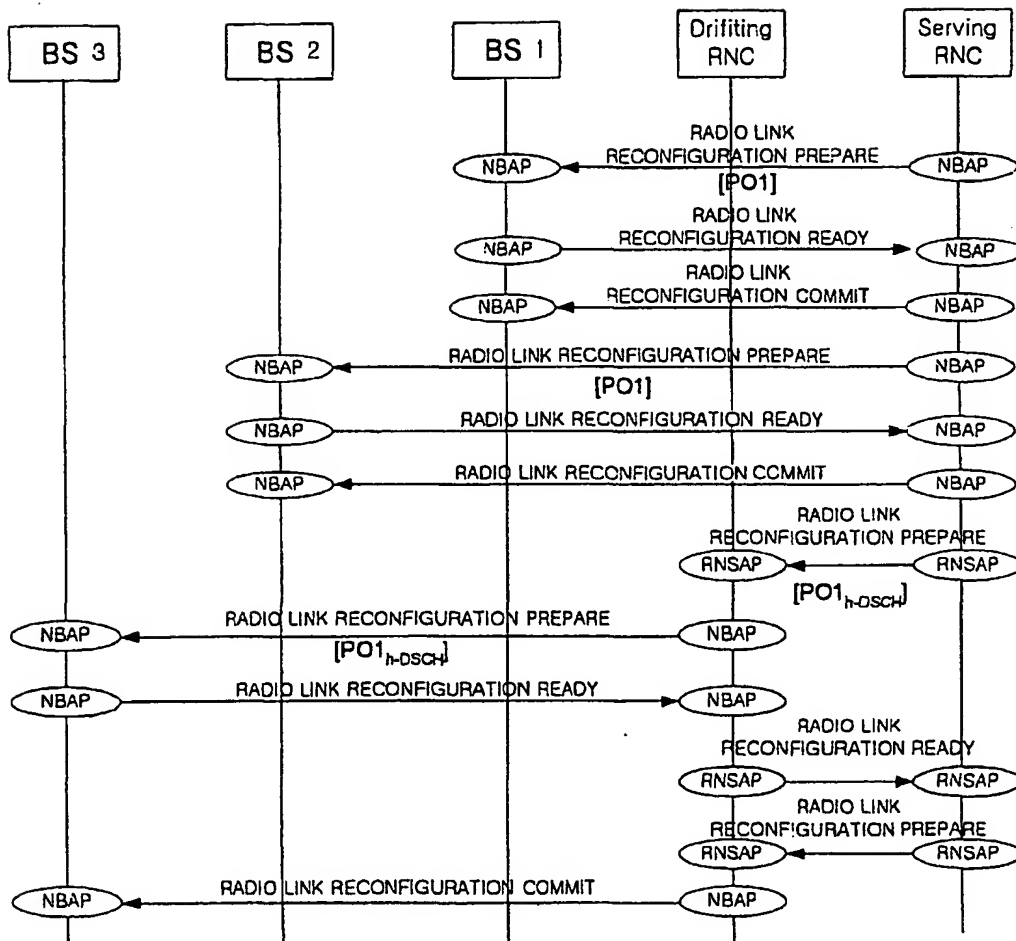 BS 3
BS 2
BS 1
Drifiting
RNC
Serving
RNC
RADIO LINK
RECONFIGURATION PREPARE
NBAP
NBAP
[PO1]
RADIO LINK
RECONFIGURATION READY
NBAP
NBAP
RADIO LINK
RECONFIGURATION COMMIT
NBAP
NBAP
RADIO LINK RECONFIGURATION PREPARE
NBAP
NBAP
[PO1]
RADIO LINK RECONFIGURATION READY
NBAP
NBAP
RADIO LINK RECONFIGURATION COMMIT
NBAP
NBAP
RADIO LINK
RECONFIGURATION PREPARE
RNSAP
RNSAP
[PO1h-DSCH]
RADIO LINK RECONFIGURATION PREPARE
NBAP
NBAP
[PO1h-DSCH]
RADIO LINK RECONFIGURATION READY
NBAP
NBAP
RADIO LINK
RECONFIGURATION READY
RNSAP
RNSAP
RADIO LINK
RECONFIGURATION PREPARE
RNSAP
RNSAP
RADIO LINK RECONFIGURATION COMMIT
NBAP
NBAP